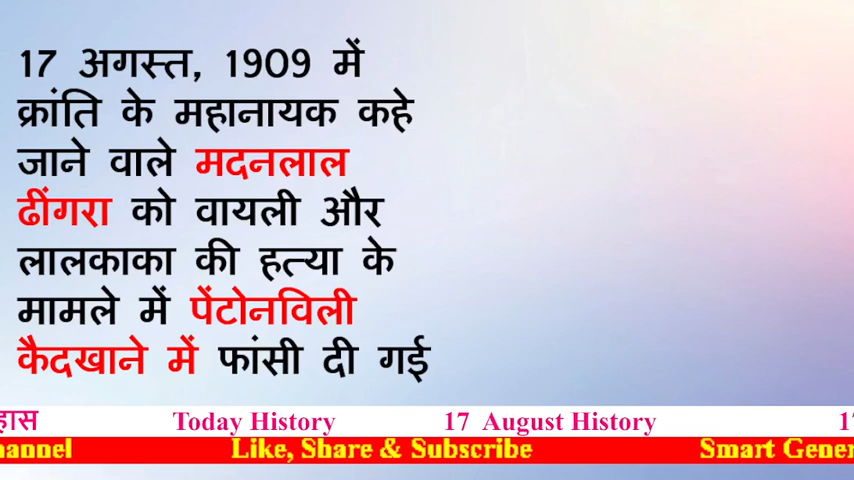 17 अगस्त, 1909 में
क्रांति के महानायक कहे
जाने वाले मदनलाल
ढींगरा को वायली और
लालकाका की हत्या के
मामले में पेंटोनविली
कैदखाने में फांसी दी गई
Today History 17 August History
Like, Share & Subscribe Smart